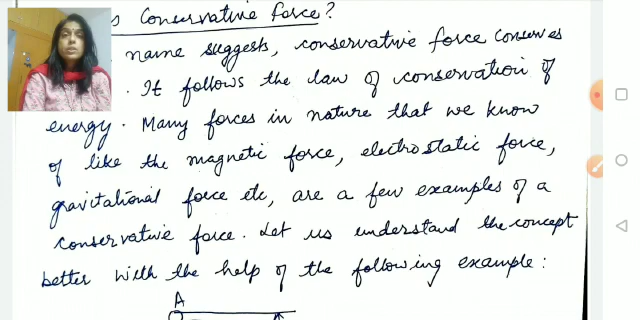 s Conservative force?
name suggests, conservative force conserves
. It follows the law of conservation of
energy. Many forces in nature that we know
of like the magnetic force, electrostatic force,
gravitational force etc, are a few examples of a
conservative force. Let us understand the concept
better with the help of the following example:
A